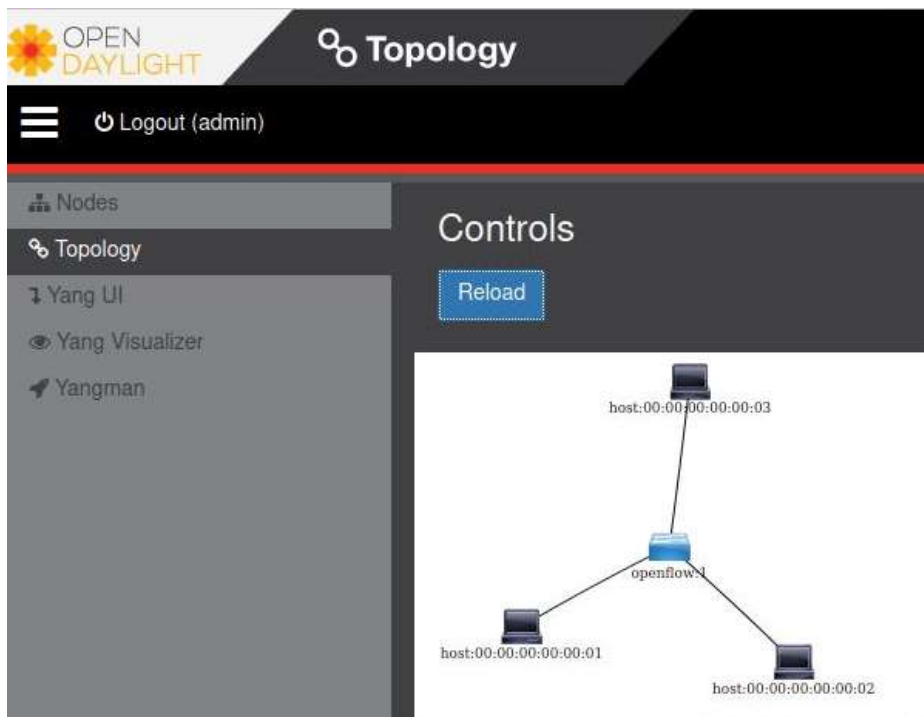 OPEN
DAYLIGHT
Topology
Logout (admin)
Nodes
Topology
Yang UI
Yang Visualizer
Yangman
Controls
Reload
host:00:00:00:00:00:03
openflow:1
host:00:00:00:00:00:01
host:00:00:00:00:00:02